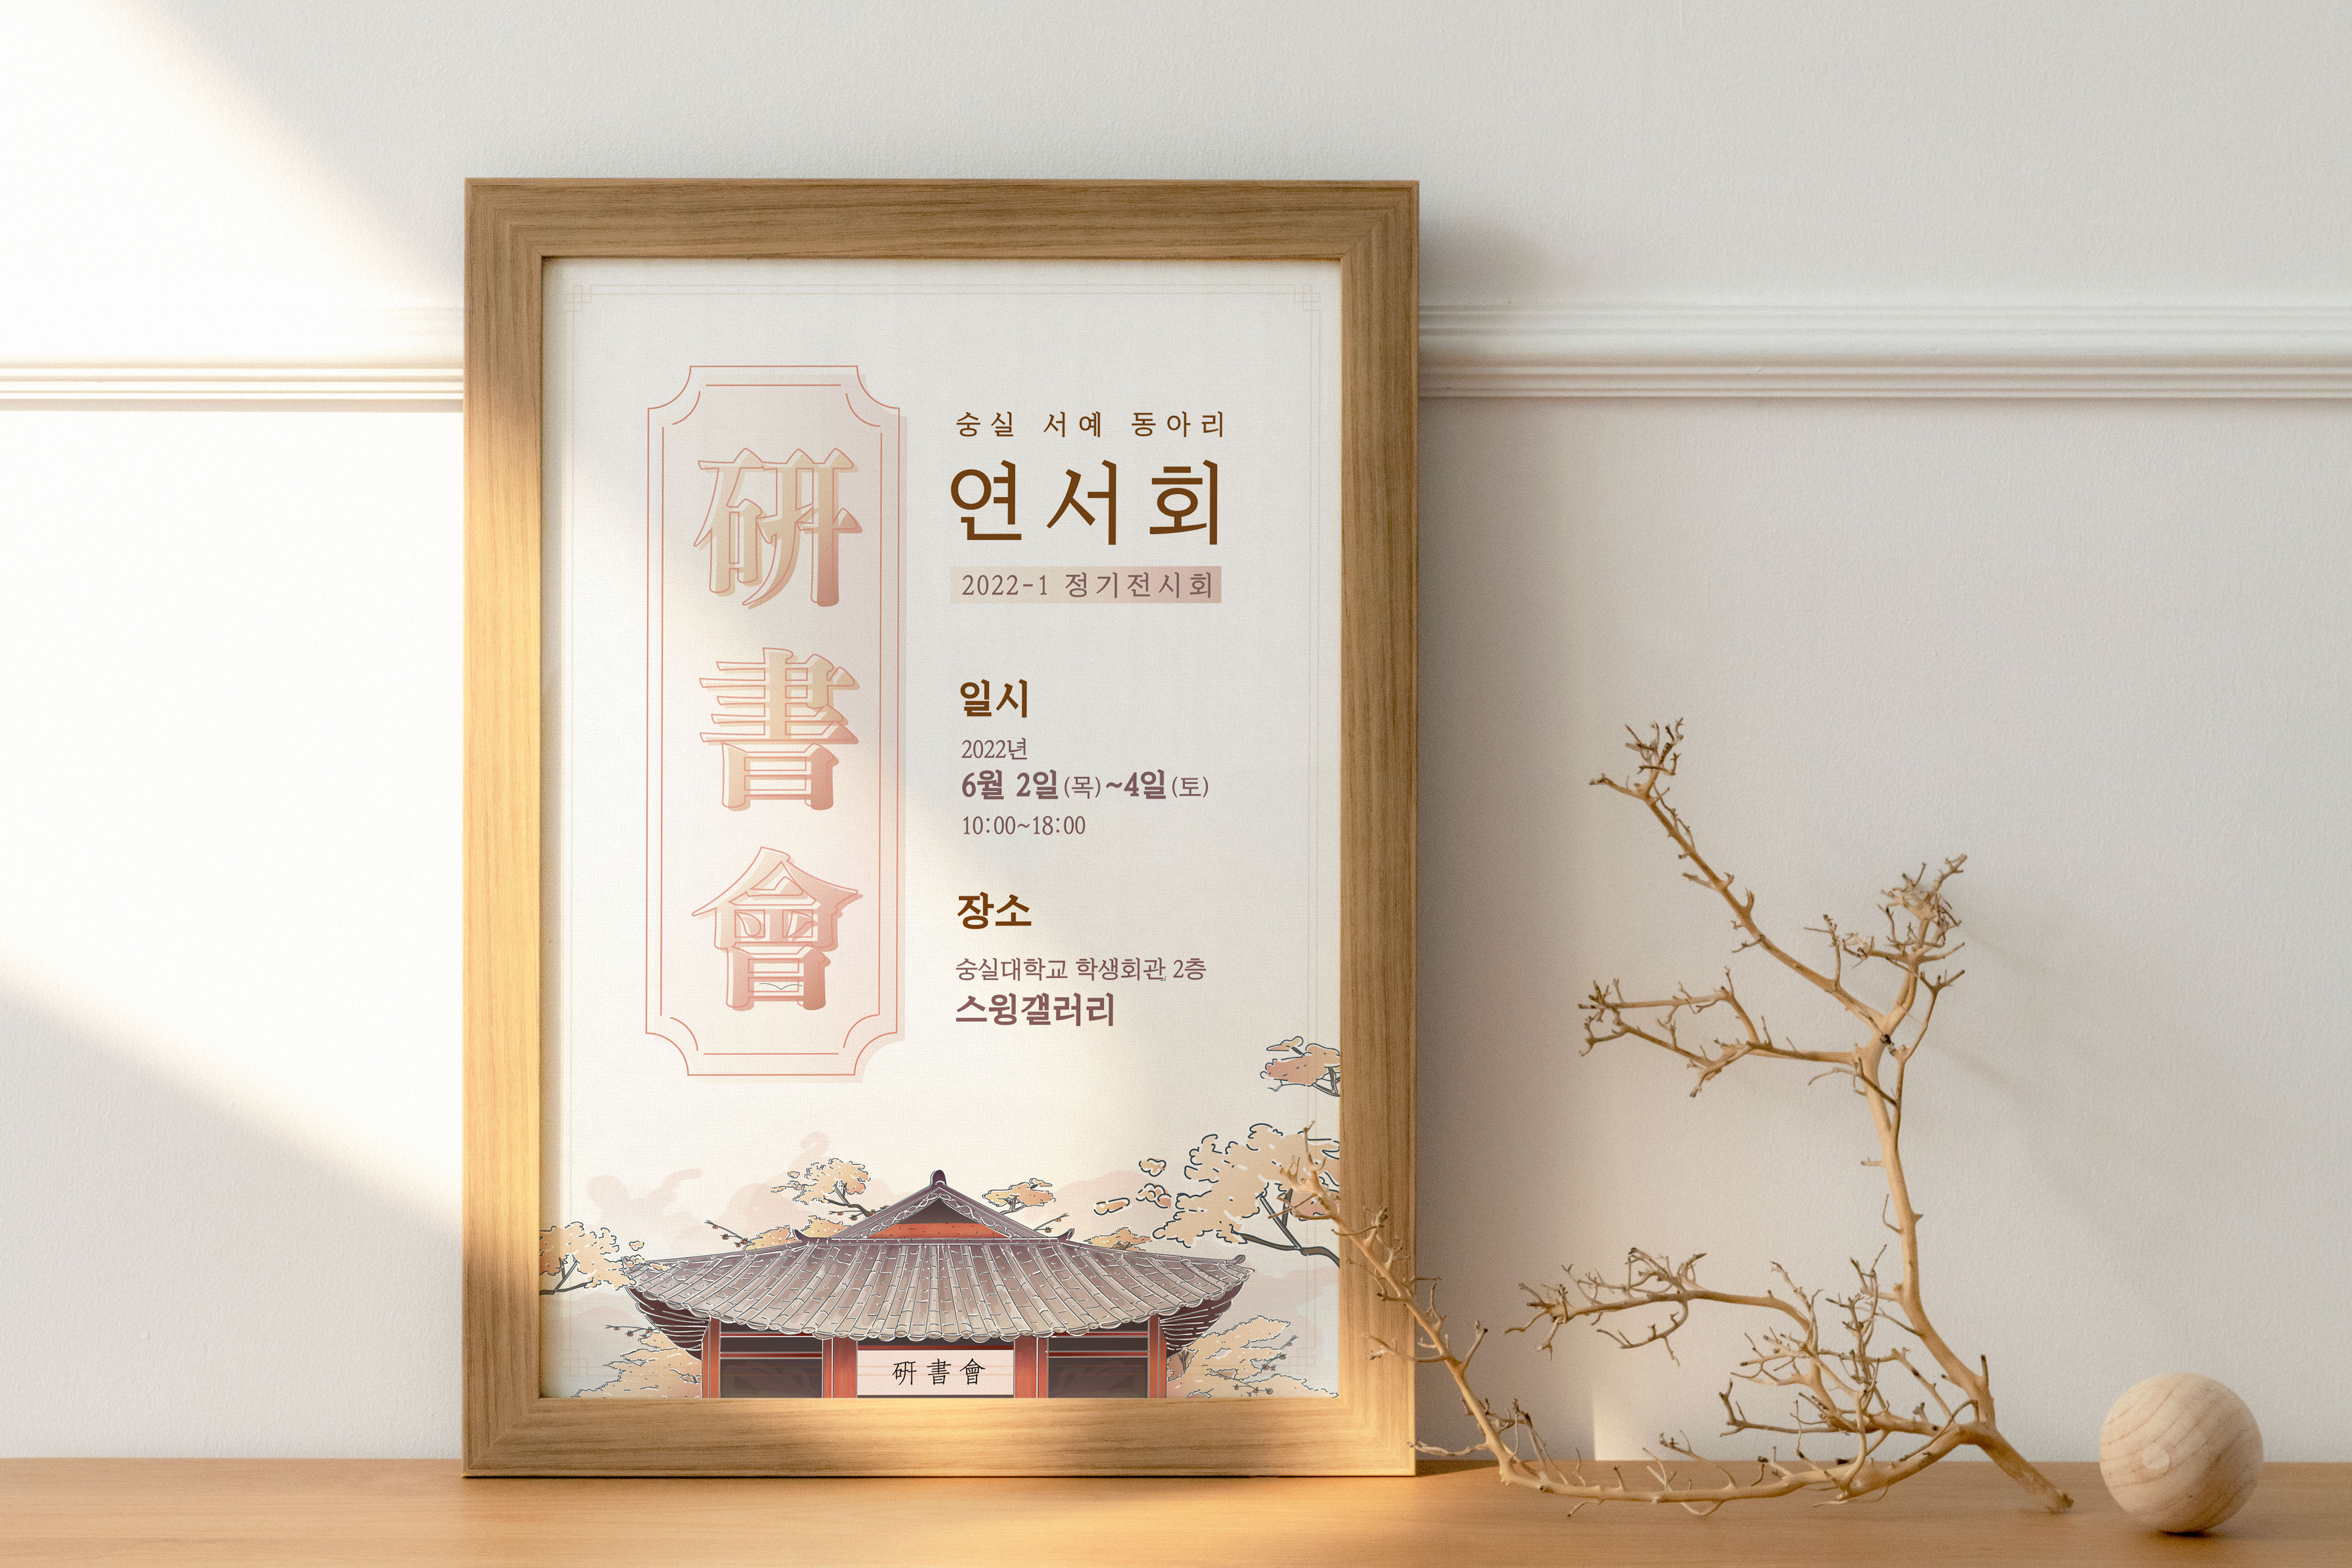 研
書
會
숭실 서예 동아리
연서회
2022-1 정기전시회
일시
2022년
6월 2일(목)~4일(토)
10:00~18:00
장소
숭실대학교 학생회관 2층
스윙갤러리
研書會